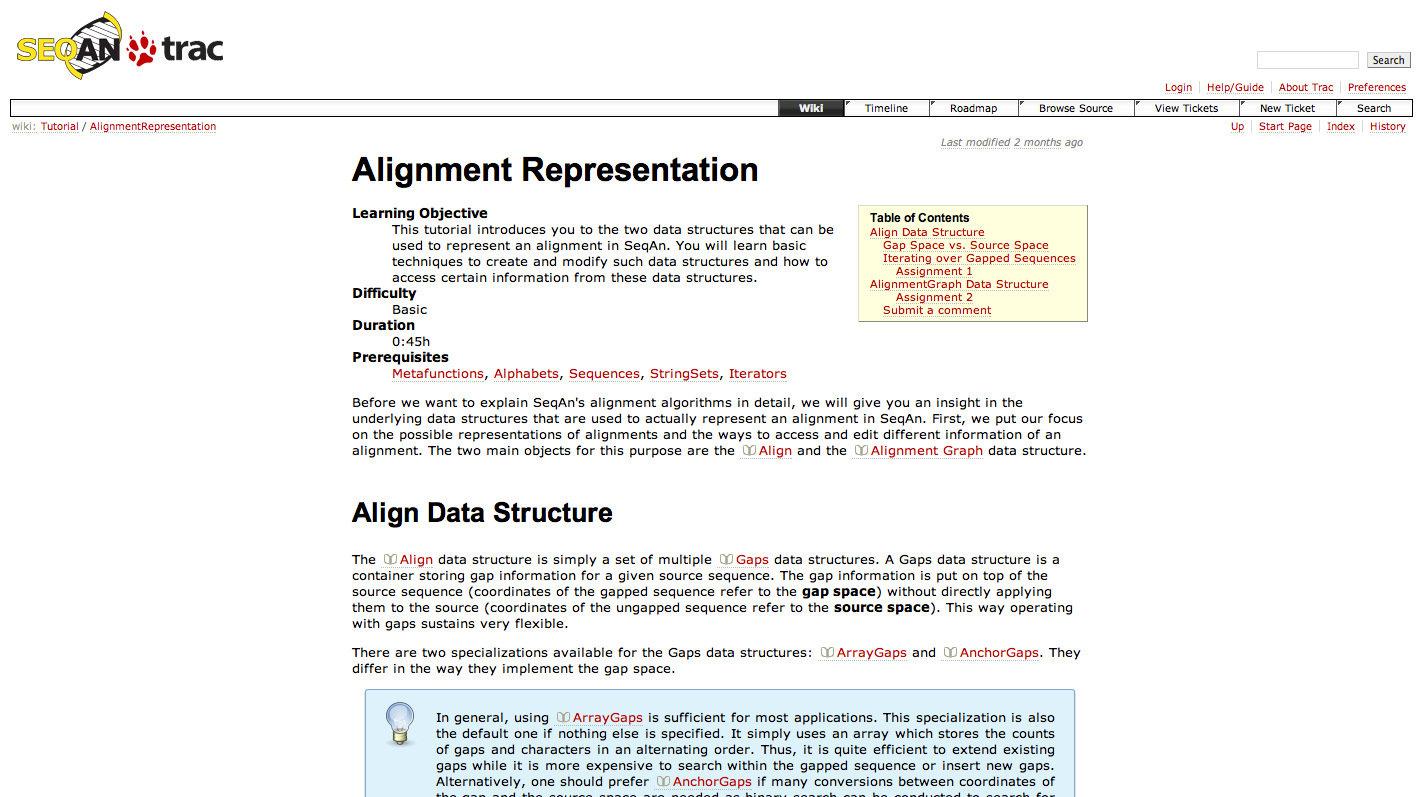 SEQAN trac
Search
Login Help/Guide About Trac Preferences
Wiki Timeline Roadmap Browse Source View Tickets New Ticket Search
wiki: Tutorial / AlignmentRepresentation
Up Start Page Index History
Last modified 2 months ago
Alignment Representation
Learning Objective
This tutorial introduces you to the two data structures that can be
used to represent an alignment in SeqAn. You will learn basic
techniques to create and modify such data structures and how to
access certain information from these data structures.
Difficulty
Basic
Duration
0:45h
Prerequisites
Metafunctions, Alphabets, Sequences, StringSets, Iterators
Table of Contents
Align Data Structure
Gap Space vs. Source Space
Iterating over Gapped Sequences
Assignment 1
AlignmentGraph Data Structure
Assignment 2
Submit a comment
Before we want to explain SeqAn's alignment algorithms in detail, we will give you an insight in the
underlying data structures that are used to actually represent an alignment in SeqAn. First, we put our focus
on the possible representations of alignments and the ways to access and edit different information of an
alignment. The two main objects for this purpose are the Align and the Alignment Graph data structure.
Align Data Structure
The Align data structure is simply a set of multiple Gaps data structures. A Gaps data structure is a
container storing gap information for a given source sequence. The gap information is put on top of the
source sequence (coordinates of the gapped sequence refer to the gap space) without directly applying
them to the source (coordinates of the ungapped sequence refer to the source space). This way operating
with gaps sustains very flexible.
There are two specializations available for the Gaps data structures: ArrayGaps and AnchorGaps. They
differ in the way they implement the gap space.
In general, using ArrayGaps is sufficient for most applications. This specialization is also
the default one if nothing else is specified. It simply uses an array which stores the counts
of gaps and characters in an alternating order. Thus, it is quite efficient to extend existing
gaps while it is more expensive to search within the gapped sequence or insert new gaps.
Alternatively, one should prefer AnchorGaps if many conversions between coordinates of
the gap and the source space are needed as binary search can be conducted to search for